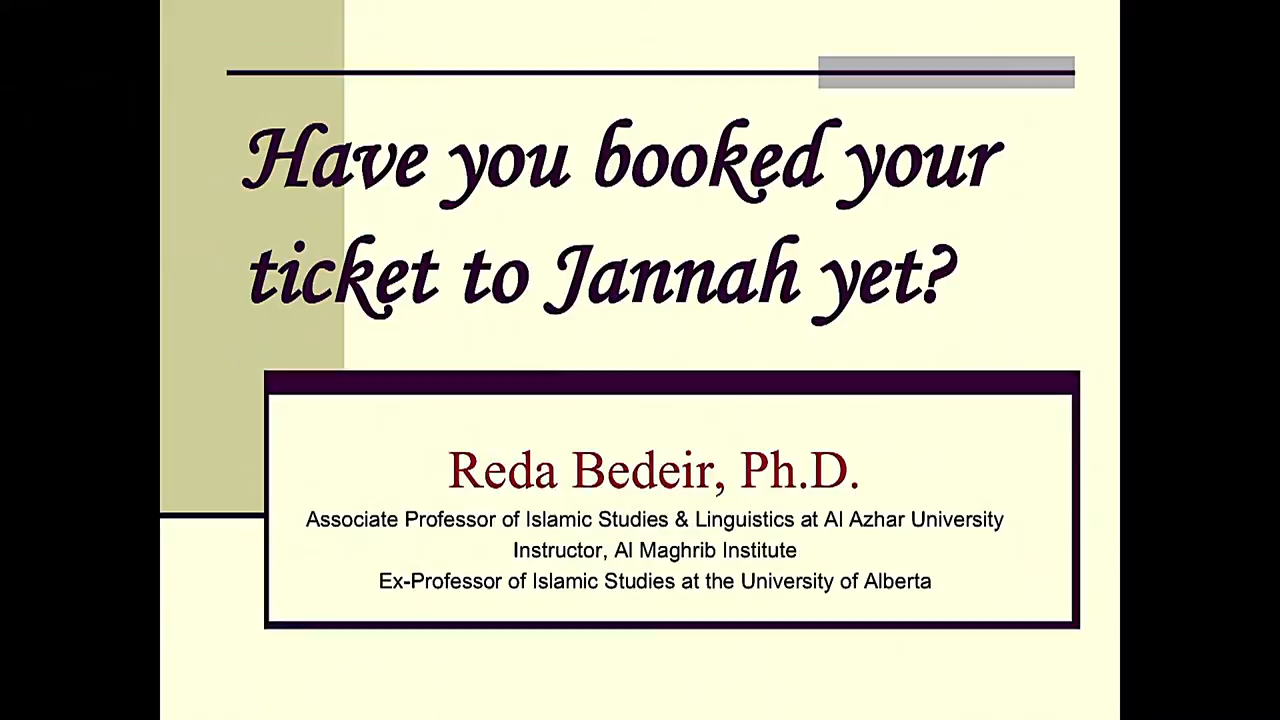 Have you booked your
ticket to Jannah yet?
Reda Bedeir, Ph.D.
Associate Professor of Islamic Studies & Linguistics at Al Azhar University
Instructor, Al Maghrib Institute
Ex-Professor of Islamic Studies at the University of Alberta